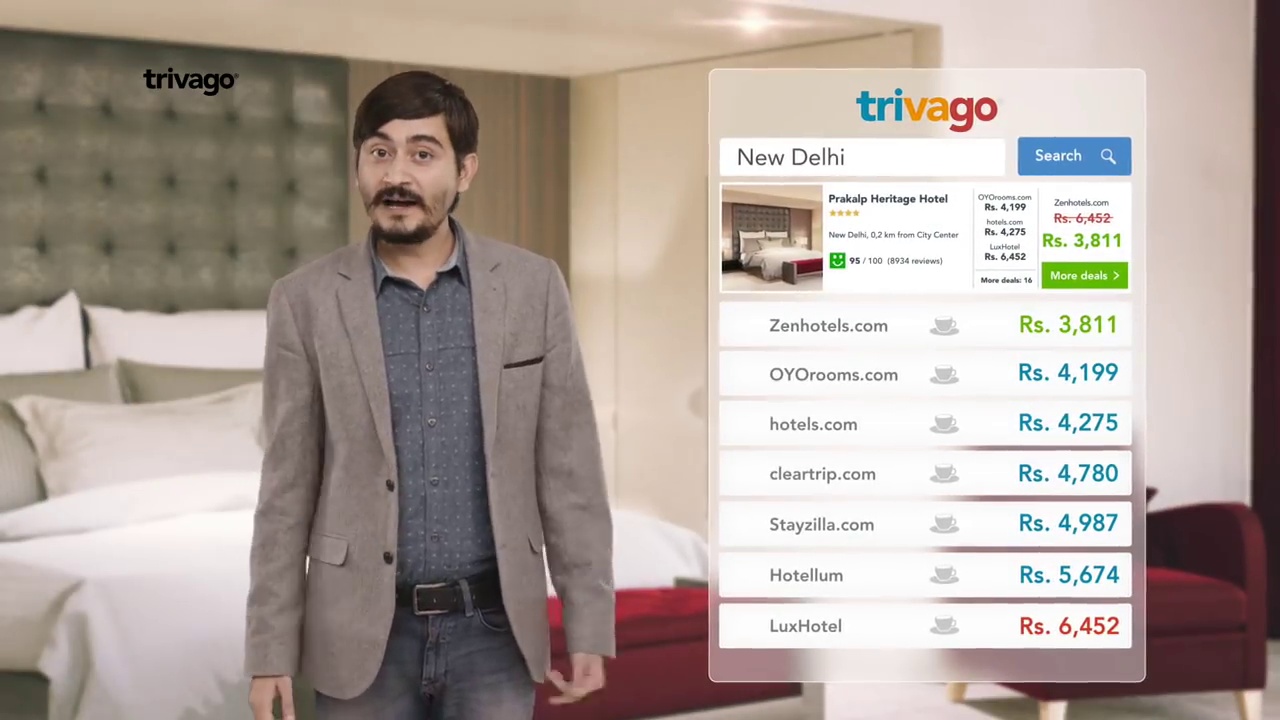 trivago
trivago
New Delhi
Search
Prakalp Heritage Hotel
New Delhi, 0,2 km from City Center
95 / 100 (8934 reviews)
OYOrooms.com
Rs. 4,199
hotels.com
Rs. 4,275
LuxHotel
Rs. 6,452
More deals: 16
Zenhotels.com
Rs. 6,452
Rs. 3,811
More deals >
Zenhotels.com Rs. 3,811
OYOrooms.com Rs. 4,199
hotels.com Rs. 4,275
cleartrip.com Rs. 4,780
Stayzilla.com Rs. 4,987
Hotellum Rs. 5,674
LuxHotel Rs. 6,452